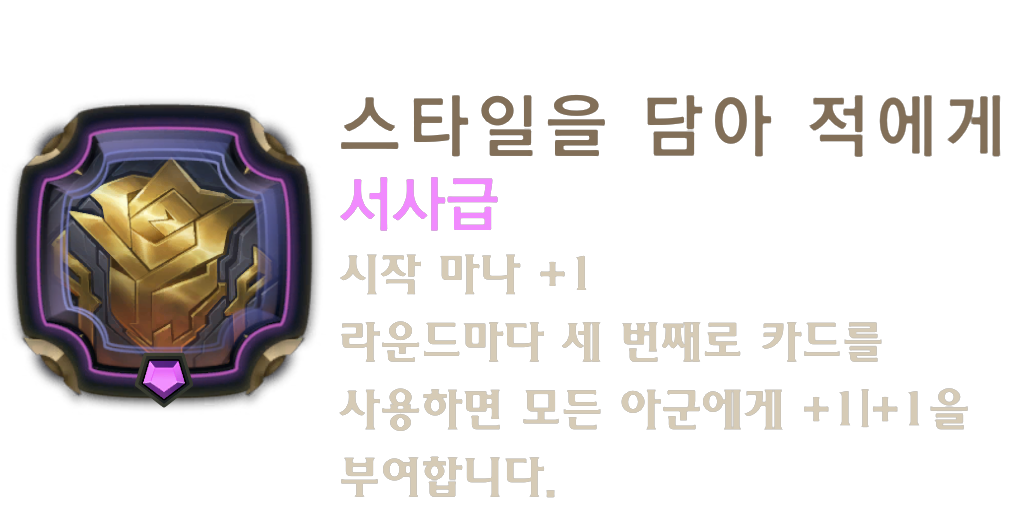 스타일을 담아 적에게
서사급
시작 마나 +1
라운드마다 세 번째로 카드를
사용하면 모든 아군에게 +1|+1을
부여합니다.